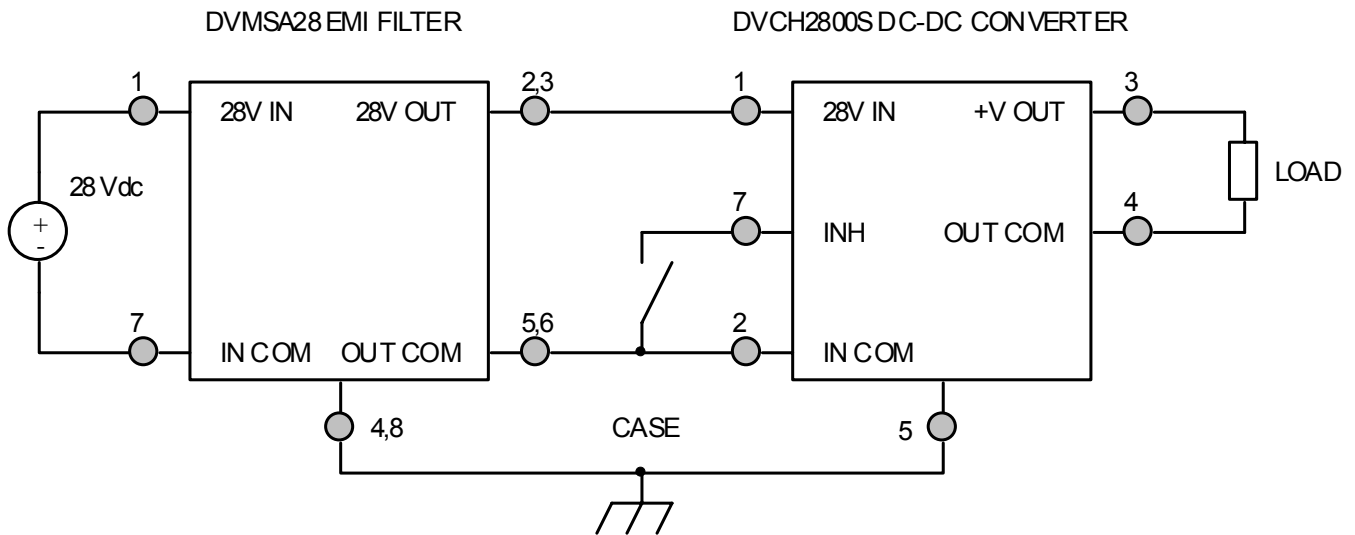 DVMSA28 EMI FILTER
DVCH2800S DC-DC CONVERTER
1
2,3
1
3
28V IN
28V OUT
28V IN
+V OUT
28 Vdc
LOAD
7
4
+
-
INH
OUT COM
7
5,6
2
IN COM
OUT COM
IN COM
4,8
CASE
5